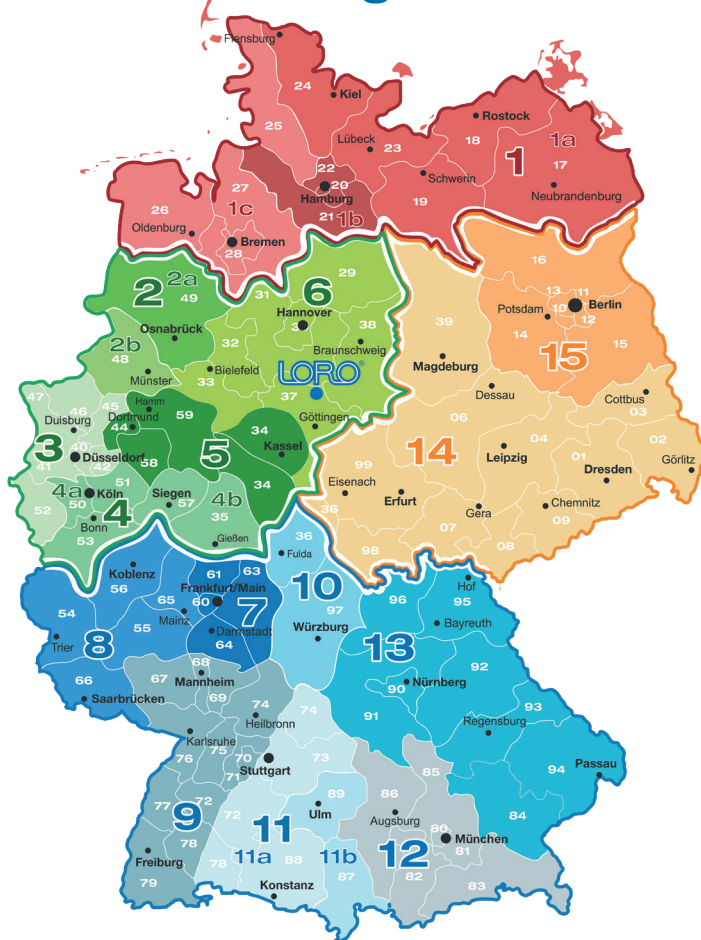 Flensburg
24
Kiel
25
Rostock
Lübeck
23
18
1
1a
17
22
20
Hamburg
21
1b
Schwerin
19
Neubrandenburg
27
26
1c
Oldenburg
Bremen
28
2
2a
49
31
6
29
16
Osnabrück
Hannover
3
38
13
11
Berlin
Potsdam
10
12
14
15
15
2b
48
32
Braunschweig
39
Magdeburg
Münster
Bielefeld
33
LORO
37
Dessau
47
45
Hamm
46
59
Duisburg
Dortmund
44
Göttingen
06
Cottbus
03
3
40
Düsseldorf
41
42
58
5
34
Kassel
14
04
Leipzig
02
01
Görlitz
99
Dresden
4a
Köln
51
50
4
Siegen
57
4b
35
34
Eisenach
36
Erfurt
Gera
Chemnitz
09
52
Bonn
53
Gießen
07
08
98
36
Fulda
Koblenz
56
61
63
Frankfurt/Main
60
10
Hof
96
95
54
65
Mainz
7
97
Bayreuth
Trier
8
55
Darmstadt
64
Würzburg
13
66
67
68
Mannheim
69
92
90
Nürnberg
Saarbrücken
74
Heilbronn
74
91
93
Regensburg
Karlsruhe
75
76
70
Stuttgart
71
73
85
Passau
94
77
72
9
89
Ulm
86
Augsburg
84
72
11
80
München
81
78
Freiburg
11a
88
11b
12
79
78
87
82
83
Konstanz